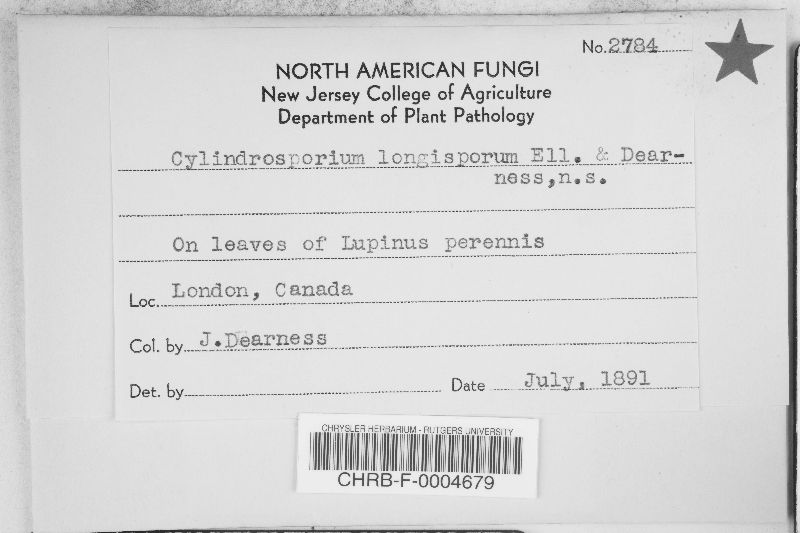 No. 2784
NORTH AMERICAN FUNGI
New Jersey College of Agriculture
Department of Plant Pathology
Cylindrosporium longisporum Ell. & Dear-
ness,n.s.
On leaves of Lupinus perennis
Loc. London, Canada
Col. by J.Dearness
Det. by
Date July, 1891
CHRYSLER HERBARIUM - RUTGERS UNIVERSITY
CHRB-F-0004679